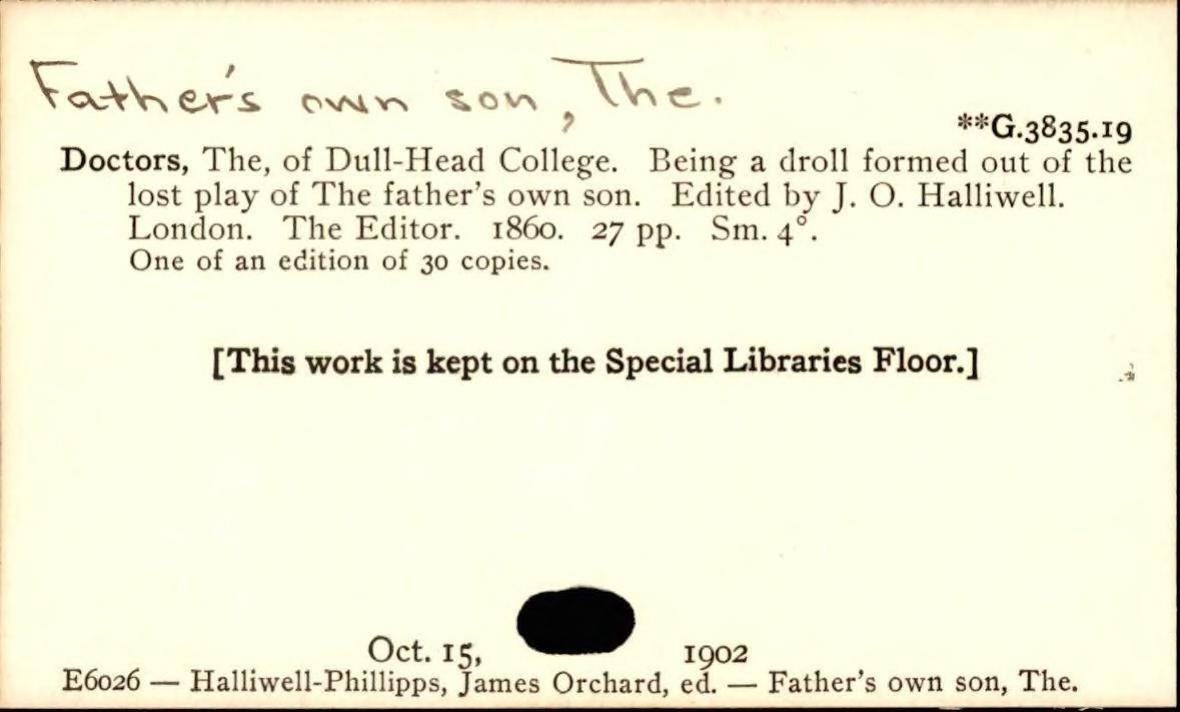 Father's own son, The.
**G.3835.19
Doctors, The, of Dull-Head College. Being a droll formed out of the
lost play of The father's own son. Edited by J. O. Halliwell.
London. The Editor. 1860. 27 pp. Sm. 4°.
One of an edition of 30 copies.
[This work is kept on the Special Libraries Floor.]
Oct. 15, 1902
E6026 — Halliwell-Phillipps, James Orchard, ed. — Father's own son, The.